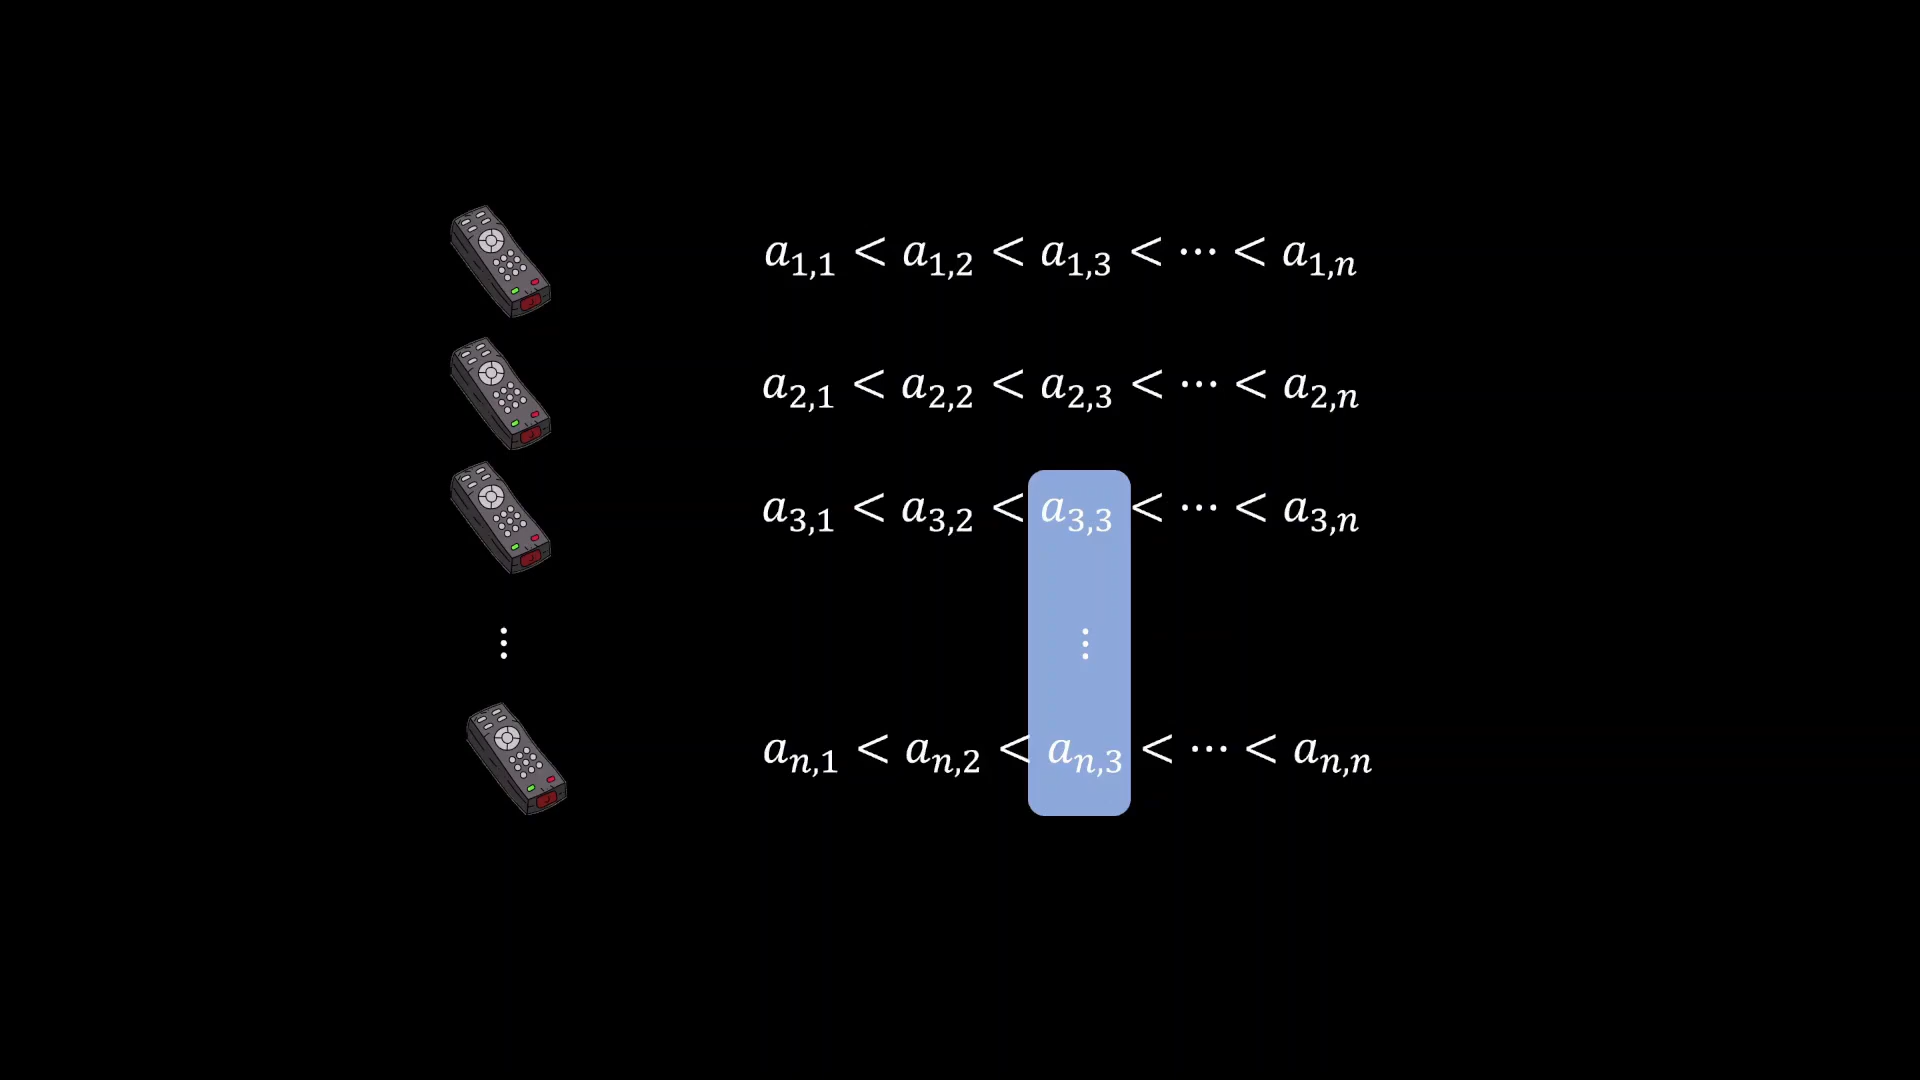 a₁,₁ < a₁,₂ < a₁,₃ < ⋯ < a₁,ₙ
a₂,₁ < a₂,₂ < a₂,₃ < ⋯ < a₂,ₙ
a₃,₁ < a₃,₂ < a₃,₃ < ⋯ < a₃,ₙ
⋮ ⋮
aₙ,₁ < aₙ,₂ < aₙ,₃ < ⋯ < aₙ,ₙ